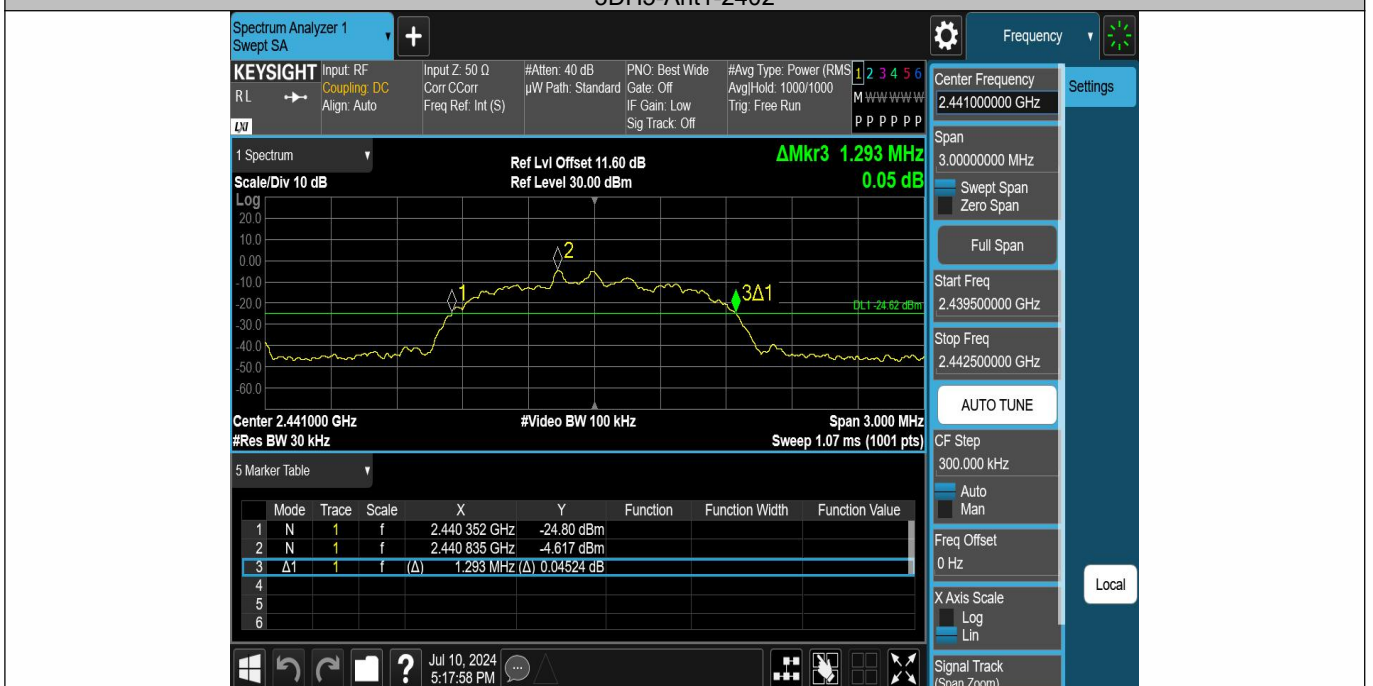 3DH5-Ant1-2402
Spectrum Analyzer 1
Swept SA
+
Frequency
KEYSIGHT
RL
LXI
Input: RF
Coupling: DC
Align: Auto
Input Z: 50 Ω
Corr CCorr
Freq Ref: Int (S)
#Atten: 40 dB
µW Path: Standard
PNO: Best Wide
Gate: Off
IF Gain: Low
Sig Track: Off
#Avg Type: Power (RMS
Avg|Hold: 1000/1000
Trig: Free Run
1 2 3 4 5 6
M W W W W W
P P P P P P
Center Frequency
2.441000000 GHz
Settings
Span
3.00000000 MHz
Swept Span
Zero Span
Full Span
Start Freq
2.439500000 GHz
Stop Freq
2.442500000 GHz
AUTO TUNE
CF Step
300.000 kHz
Auto
Man
Freq Offset
0 Hz
X Axis Scale
Log
Lin
Signal Track
(Span Zoom)
Local
1 Spectrum
Scale/Div 10 dB
Ref Lvl Offset 11.60 dB
Ref Level 30.00 dBm
ΔMkr3 1.293 MHz
0.05 dB
Log
20.0
10.0
0.00
-10.0
-20.0
-30.0
-40.0
-50.0
-60.0
1
2
3Δ1
DL1 -24.62 dBm
Center 2.441000 GHz
#Video BW 100 kHz
Span 3.000 MHz
#Res BW 30 kHz
Sweep 1.07 ms (1001 pts)
5 Marker Table
Mode Trace Scale X Y Function Function Width Function Value
1 N 1 f 2.440 352 GHz -24.80 dBm
2 N 1 f 2.440 835 GHz -4.617 dBm
3 Δ1 1 f (Δ) 1.293 MHz (Δ) 0.04524 dB
4
5
6
?
Jul 10, 2024
5:17:58 PM